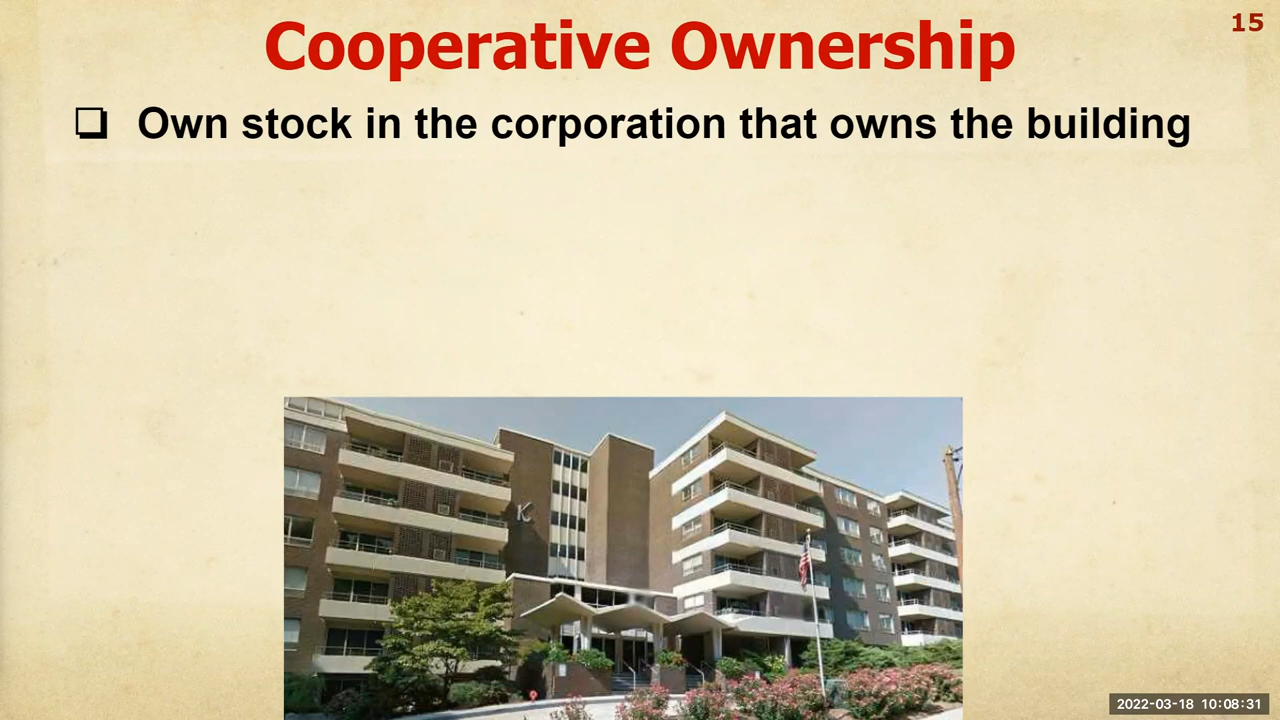 Cooperative Ownership
15
Own stock in the corporation that owns the building
K
2022-03-18 10:08:31